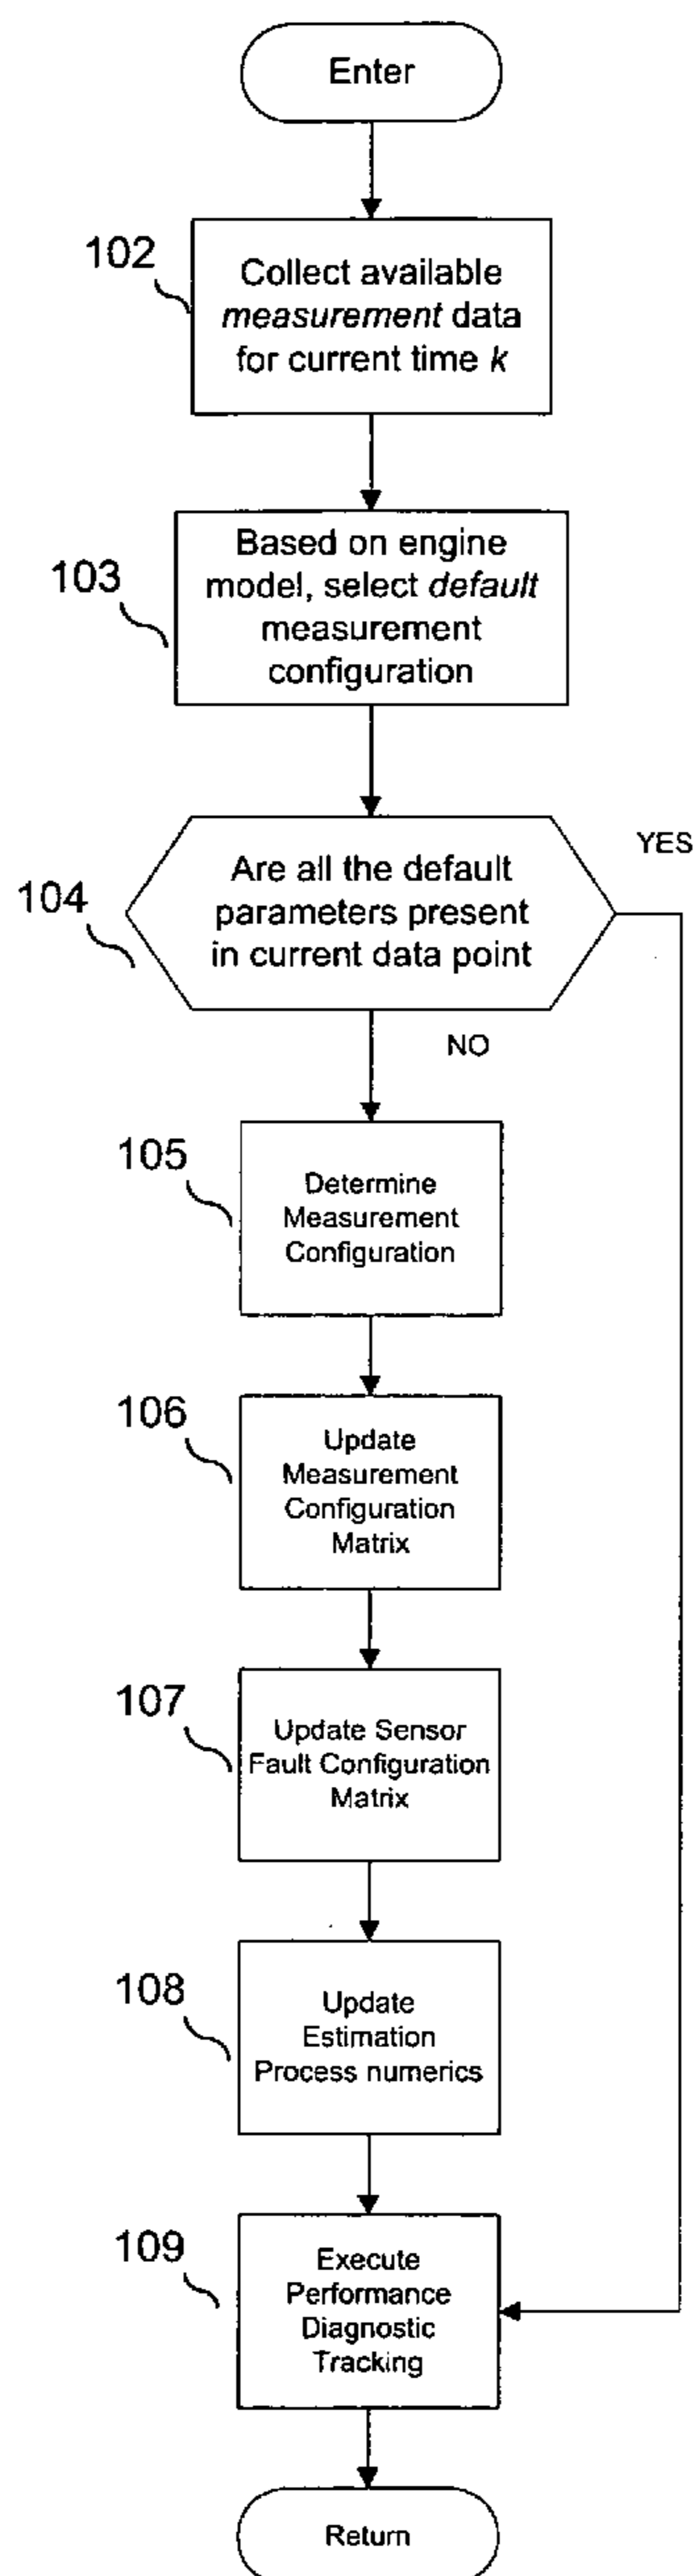 Enter
102
Collect available
measurement data
for current time k
103
Based on engine
model, select default
measurement
configuration
104
Are all the default
parameters present
in current data point
YES
NO
105
Determine
Measurement
Configuration
106
Update
Measurement
Configuration
Matrix
107
Update Sensor
Fault Configuration
Matrix
108
Update
Estimation
Process numerics
109
Execute
Performance
Diagnostic
Tracking
Return